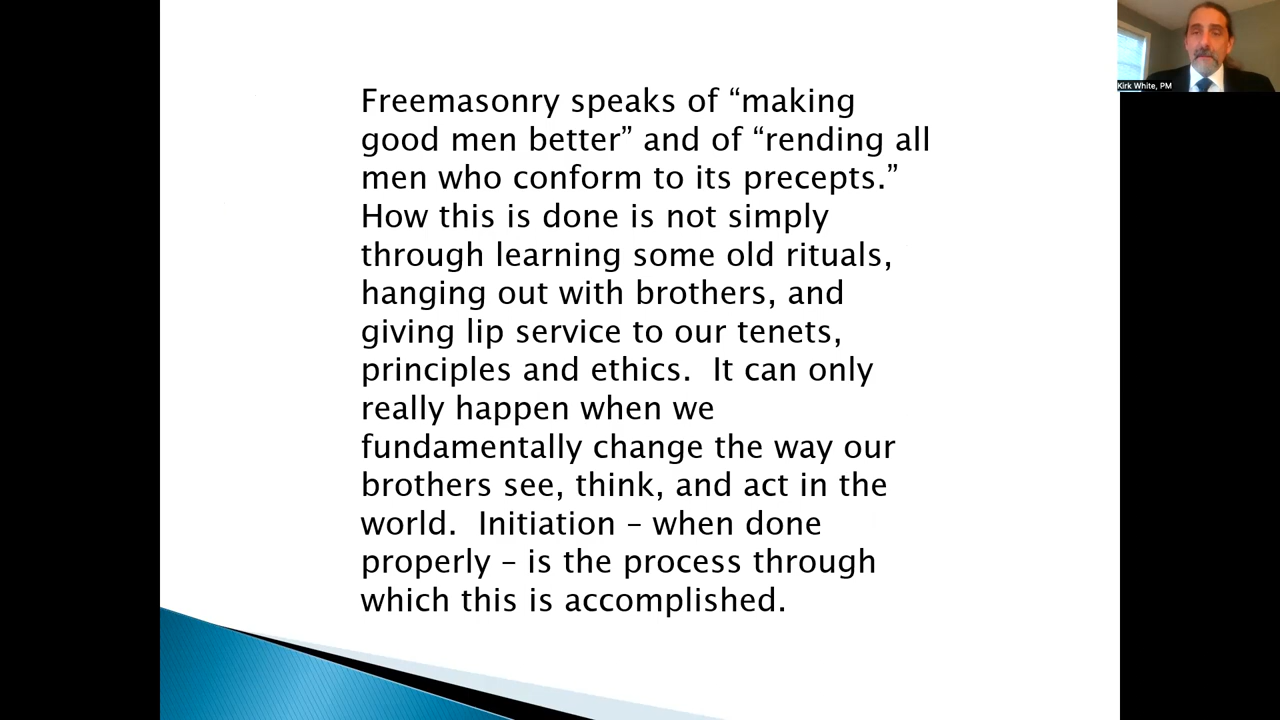 Freemasonry speaks of “making
good men better” and of “rending all
men who conform to its precepts.”
How this is done is not simply
through learning some old rituals,
hanging out with brothers, and
giving lip service to our tenets,
principles and ethics.  It can only
really happen when we
fundamentally change the way our
brothers see, think, and act in the
world.  Initiation – when done
properly – is the process through
which this is accomplished.
Kirk White, PM